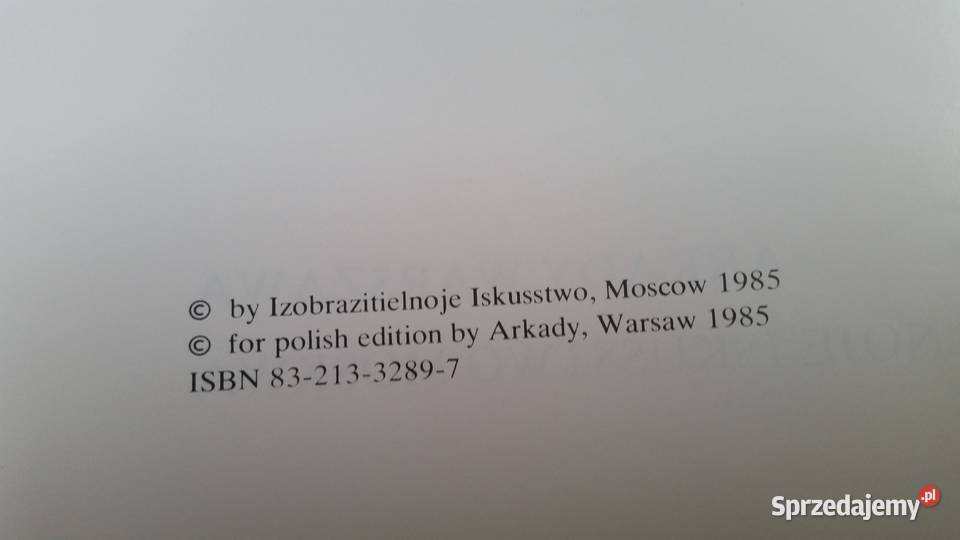 © by Izobrazitielnoje Iskusstwo, Moscow 1985
© for polish edition by Arkady, Warsaw 1985
ISBN 83-213-3289-7
Sprzedajemy.pl